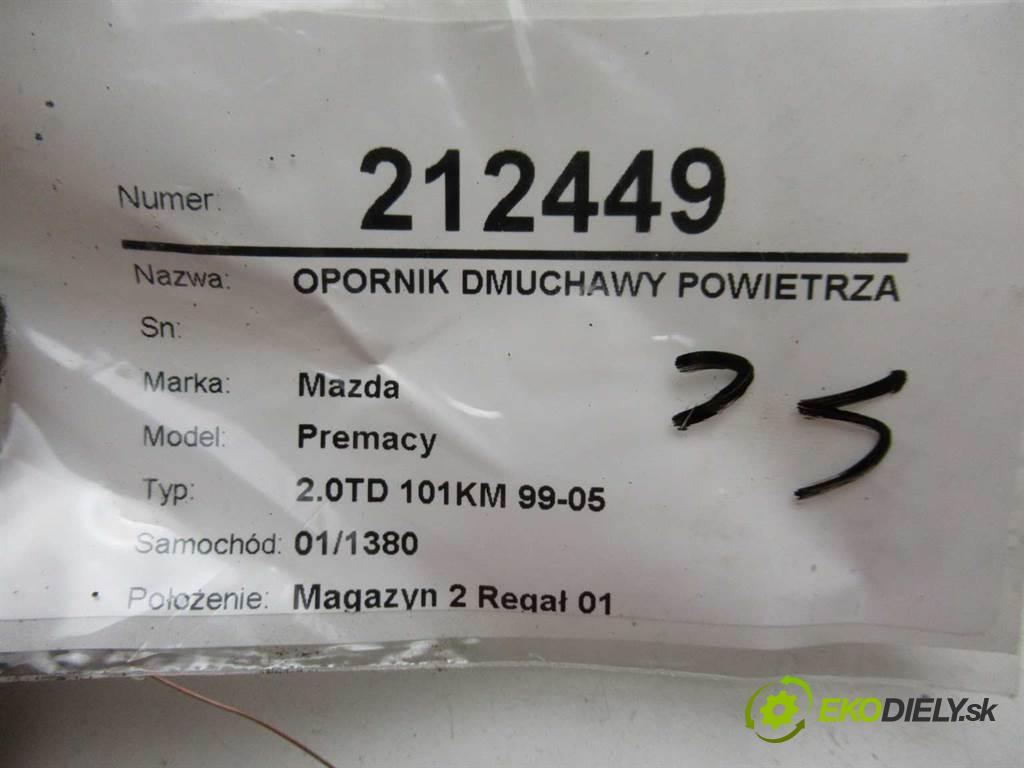 Numer: 212449
Nazwa: OPORNIK DMUCHAWY POWIETRZA
Sn:
Marka: Mazda
Model: Premacy
Typ: 2.0TD 101KM 99-05
Samochód: 01/1380
Położenie: Magazyn 2 Regał 01
EKODIELY.sk